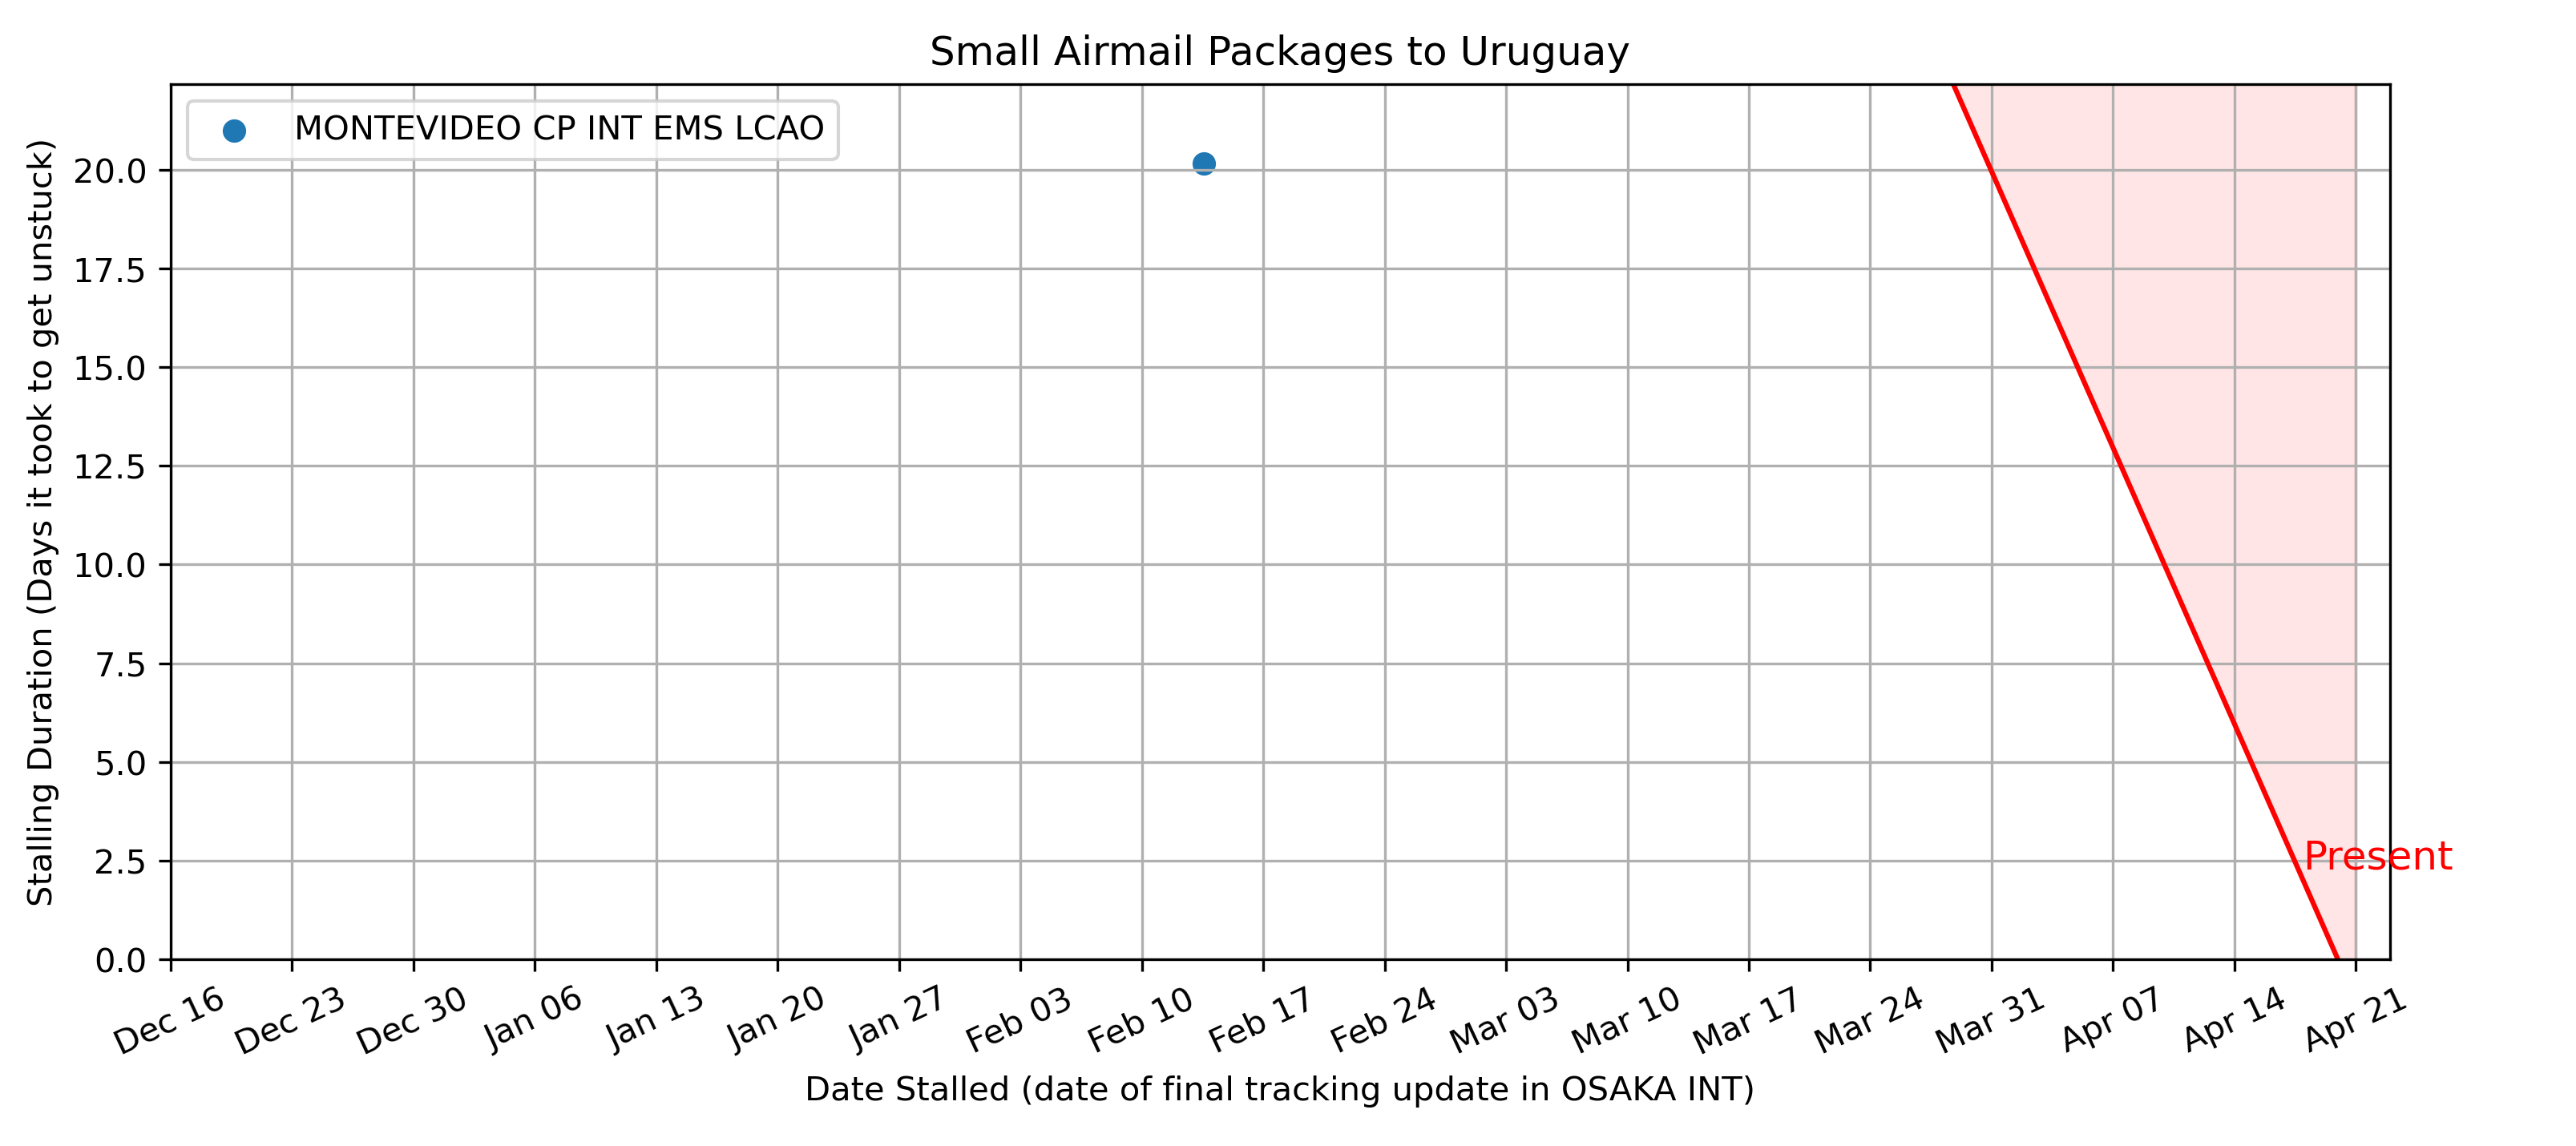 Small Airmail Packages to Uruguay
MONTEVIDEO CP INT EMS LCAO
Stalling Duration (Days it took to get unstuck)
20.0
17.5
15.0
12.5
10.0
7.5
5.0
2.5
0.0
Present
Dec 16
Dec 23
Dec 30
Jan 06
Jan 13
Jan 20
Jan 27
Feb 03
Feb 10
Feb 17
Feb 24
Mar 03
Mar 10
Mar 17
Mar 24
Mar 31
Apr 07
Apr 14
Apr 21
Date Stalled (date of final tracking update in OSAKA INT)